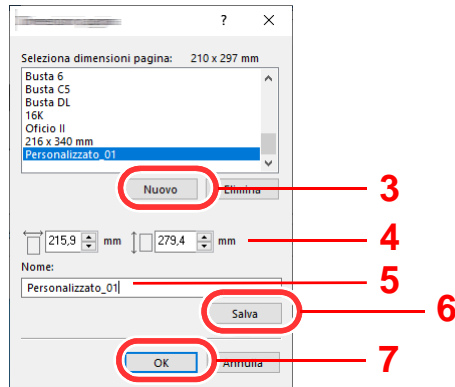 ? ×
Seleziona dimensioni pagina: 210 x 297 mm
Busta 6
Busta C5
Busta DL
16K
Oficio II
216 x 340 mm
Personalizzato_01
Nuovo Elimina 3
215,9 mm 279,4 mm 4
Nome:
5
Personalizzato_01
Salva 6
OK Annulla 7